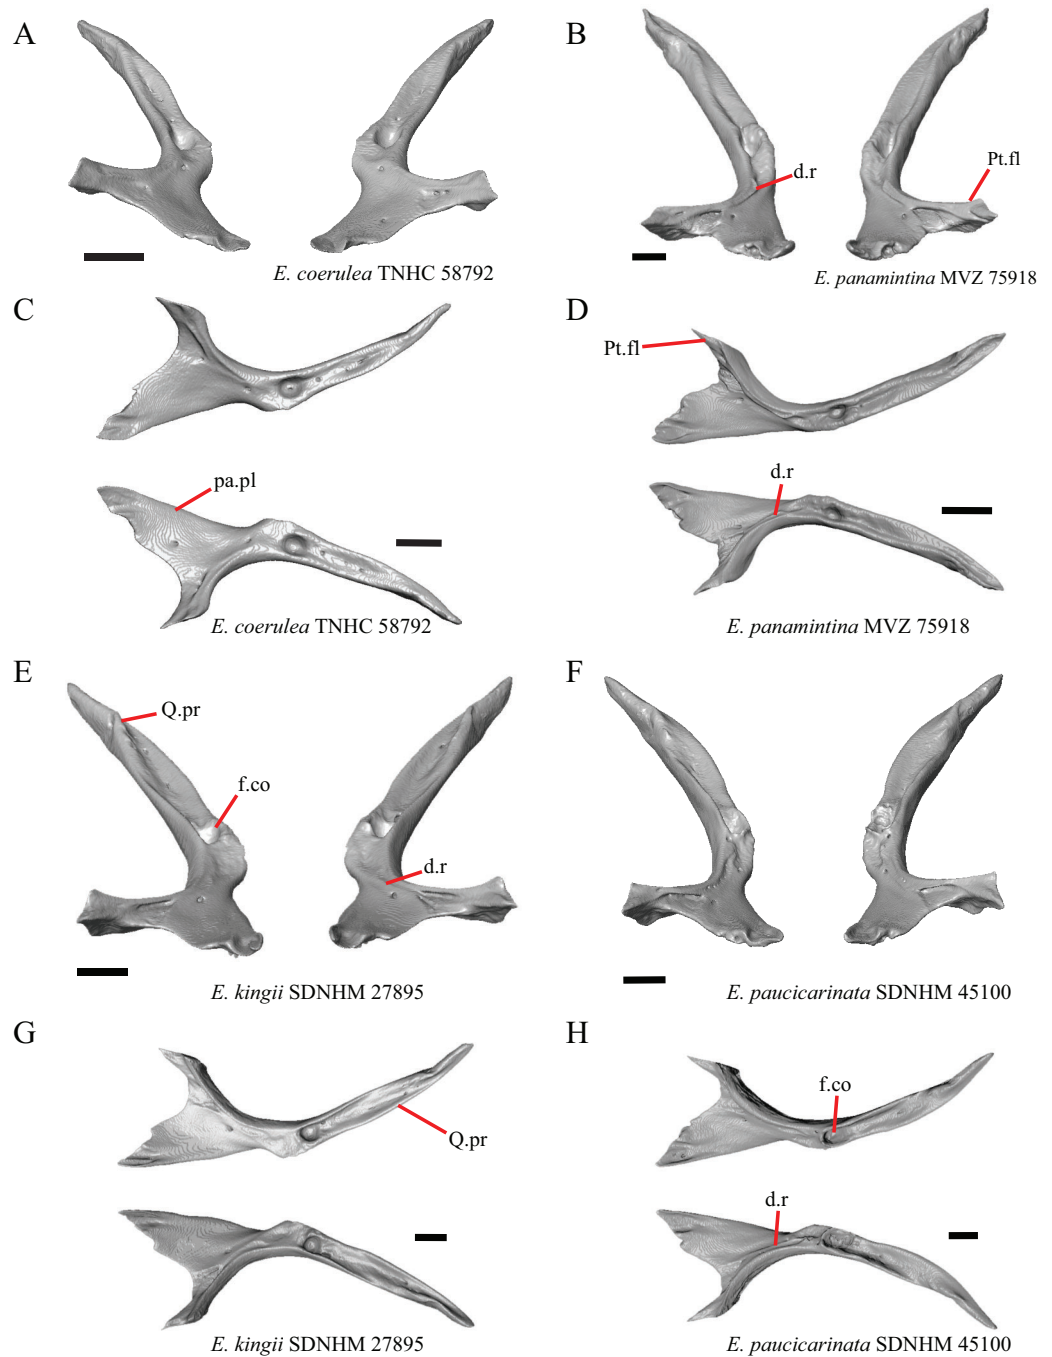 A
B
d.r
Pt.fl
E. coerulea TNHC 58792
E. panamintina MVZ 75918
C
D
Pt.fl
pa.pl
d.r
E. coerulea TNHC 58792
E. panamintina MVZ 75918
E
F
Q.pr
f.co
d.r
E. kingii SDNHM 27895
E. paucicarinata SDNHM 45100
G
H
f.co
Q.pr
d.r
E. kingii SDNHM 27895
E. paucicarinata SDNHM 45100